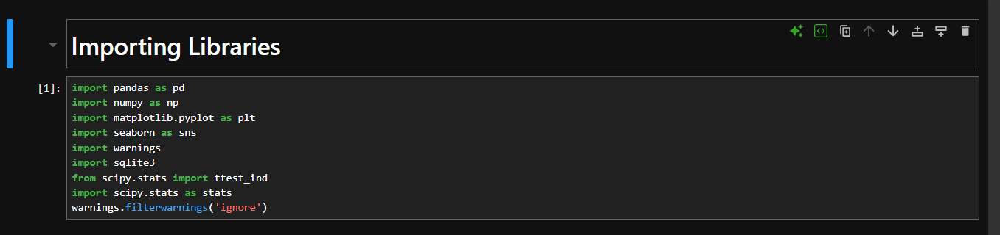 Importing Libraries
[1]:
import pandas as pd
import numpy as np
import matplotlib.pyplot as plt
import seaborn as sns
import warnings
import sqlite3
from scipy.stats import ttest_ind
import scipy.stats as stats
warnings.filterwarnings('ignore')